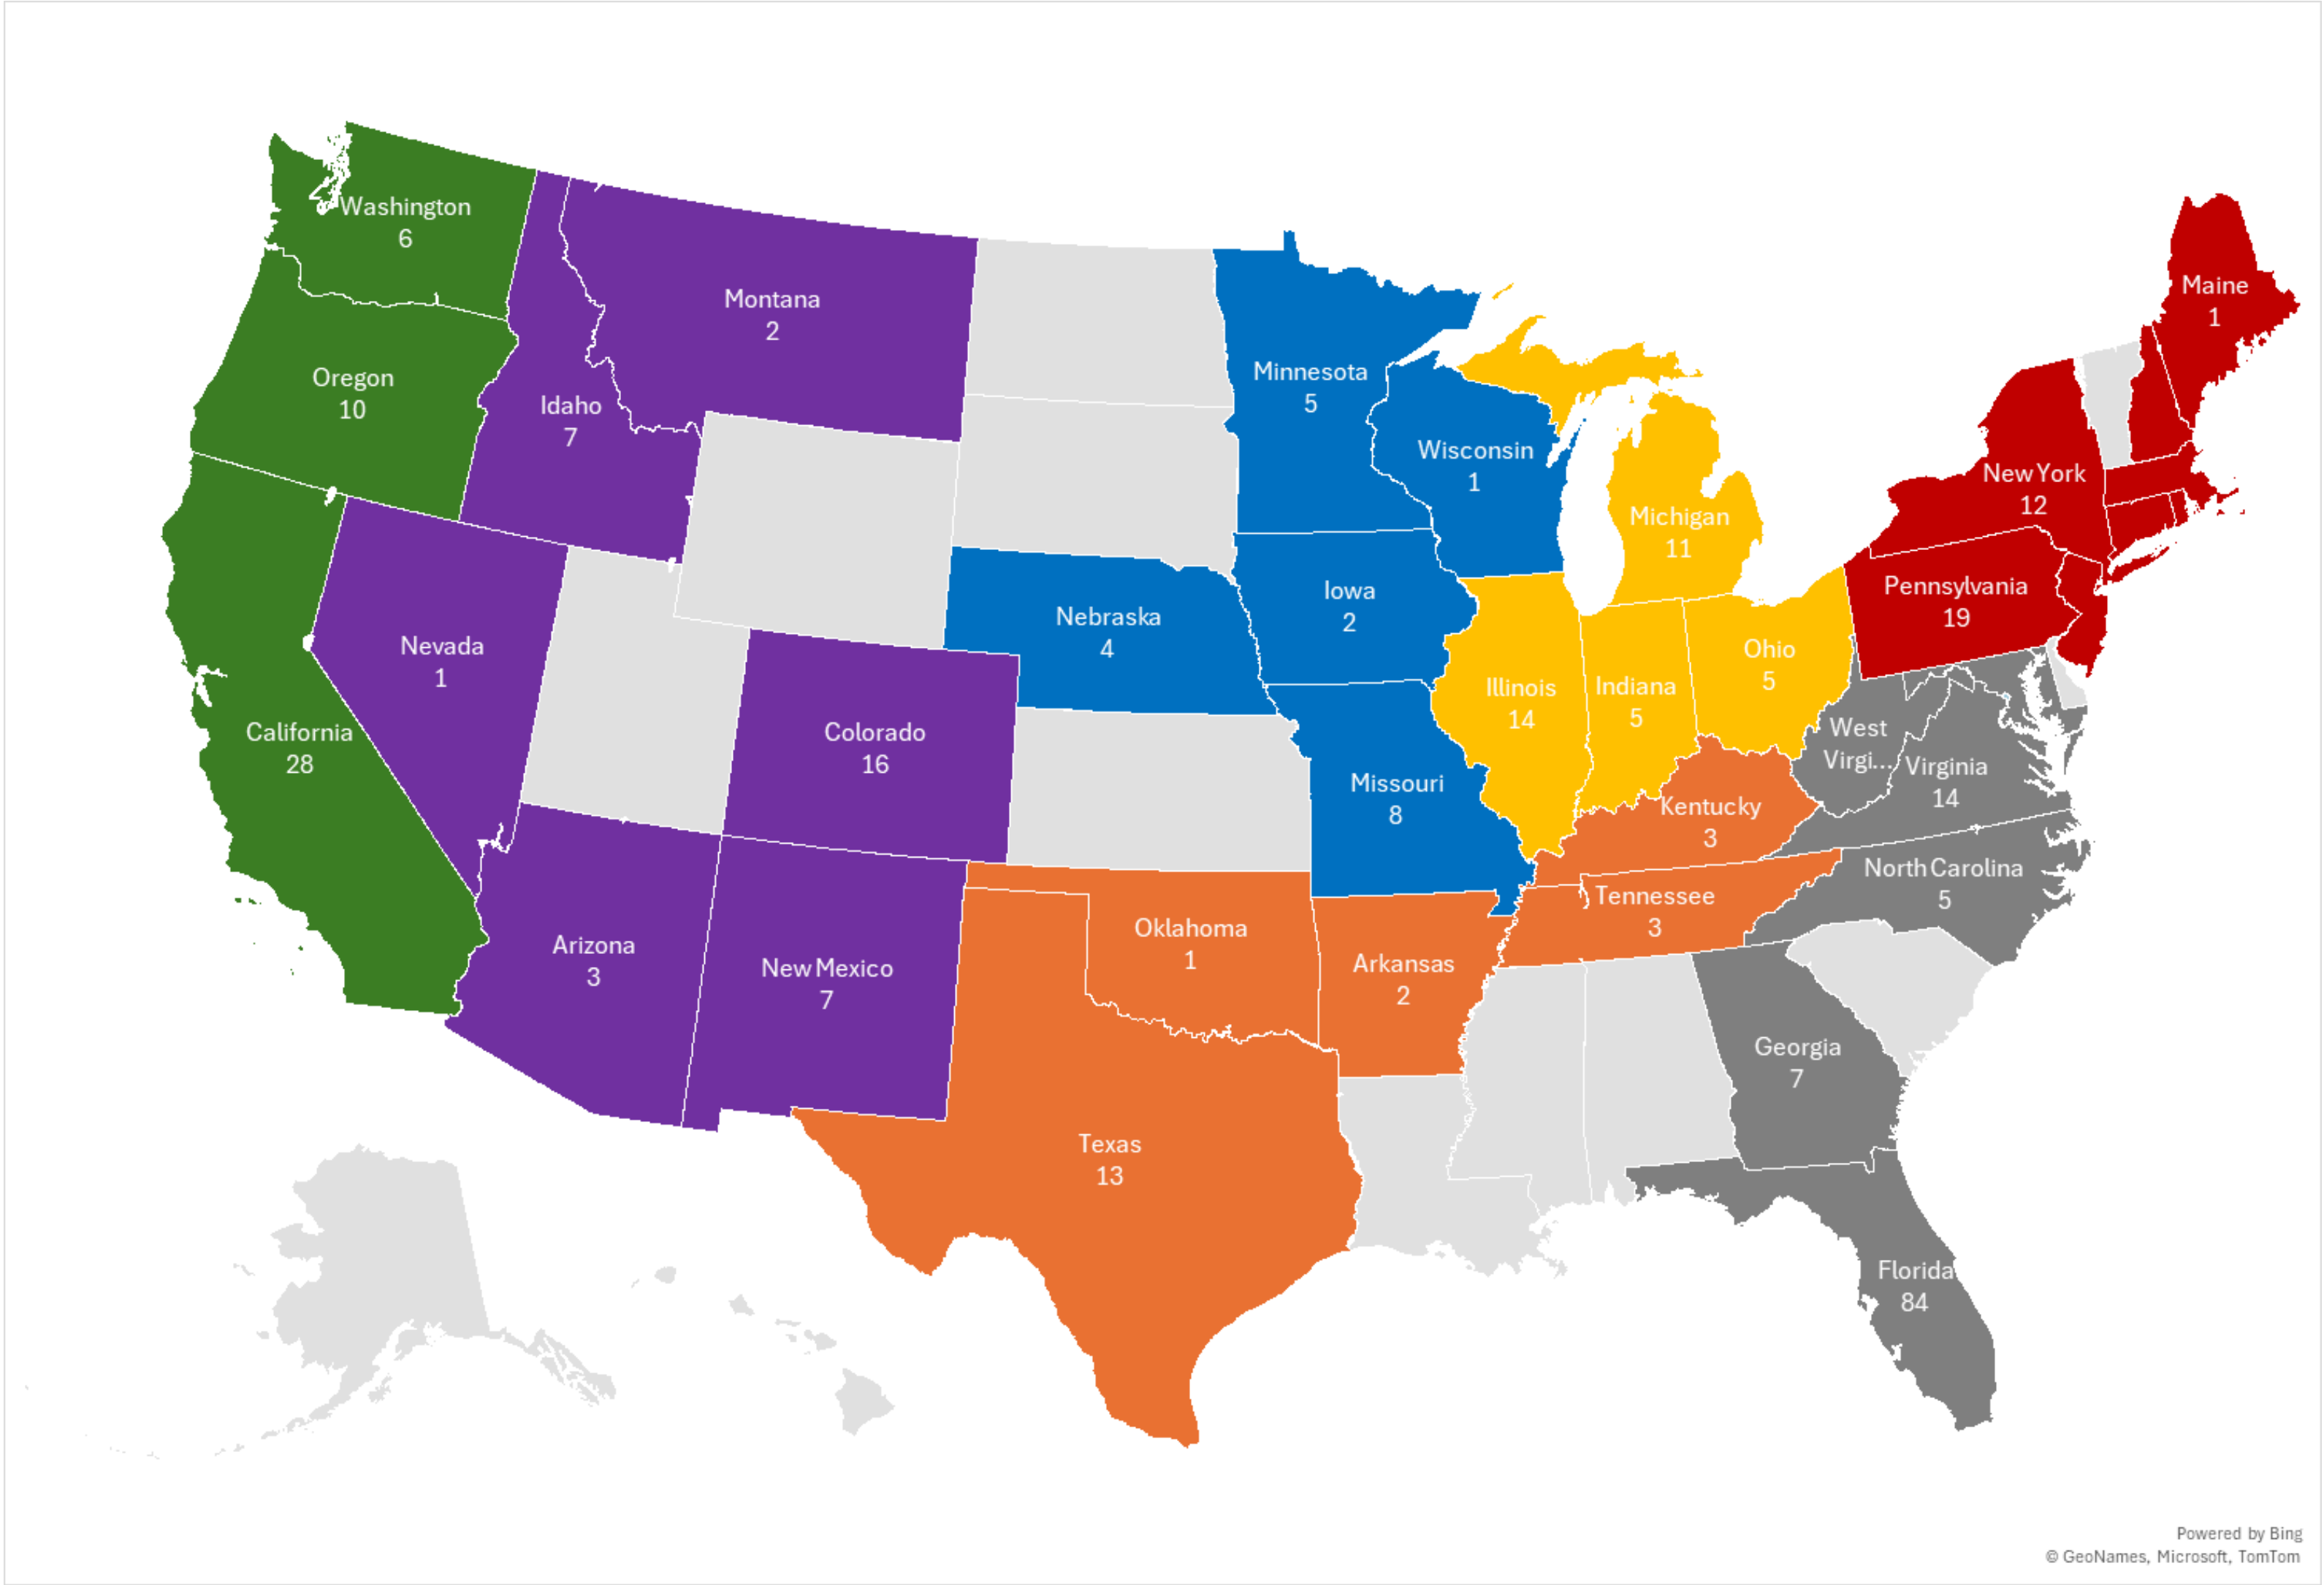 Washington
6
Oregon
10
Idaho
7
Montana
2
Nevada
1
California
28
Colorado
16
Arizona
3
New Mexico
7
Minnesota
5
Wisconsin
1
Nebraska
4
Iowa
2
Missouri
8
Michigan
11
Illinois
14
Indiana
5
Ohio
5
Kentucky
3
Tennessee
3
Oklahoma
1
Arkansas
2
Texas
13
Maine
1
New York
12
Pennsylvania
19
West
Virgi...
Virginia
14
North Carolina
5
Georgia
7
Florida
84
Powered by Bing
© GeoNames, Microsoft, TomTom